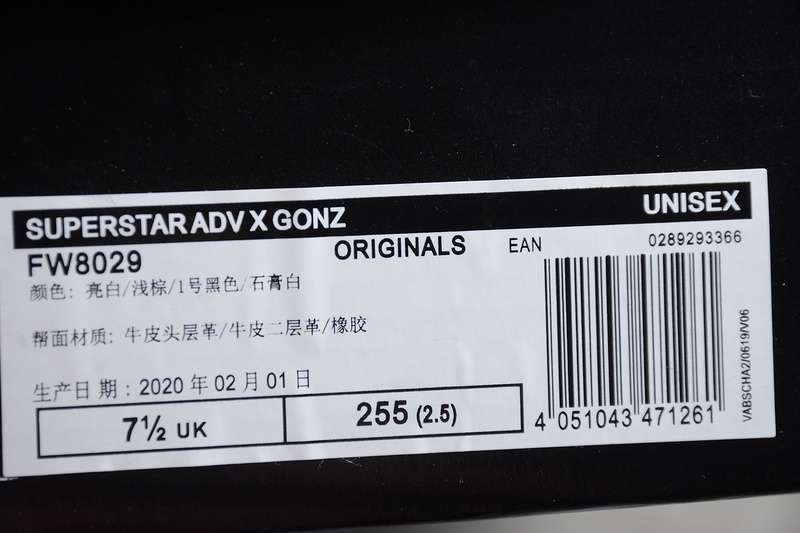 SUPERSTAR ADV X GONZ UNISEX
FW8029 ORIGINALS EAN 0289293366
颜色: 亮白/浅棕/1号黑色/石膏白
帮面材质: 牛皮头层革/牛皮二层革/橡胶
生产日期: 2020 年 02 月 01 日
7½ UK 255 (2.5)
4 051043 471261
VABSCHA2/0619/V06